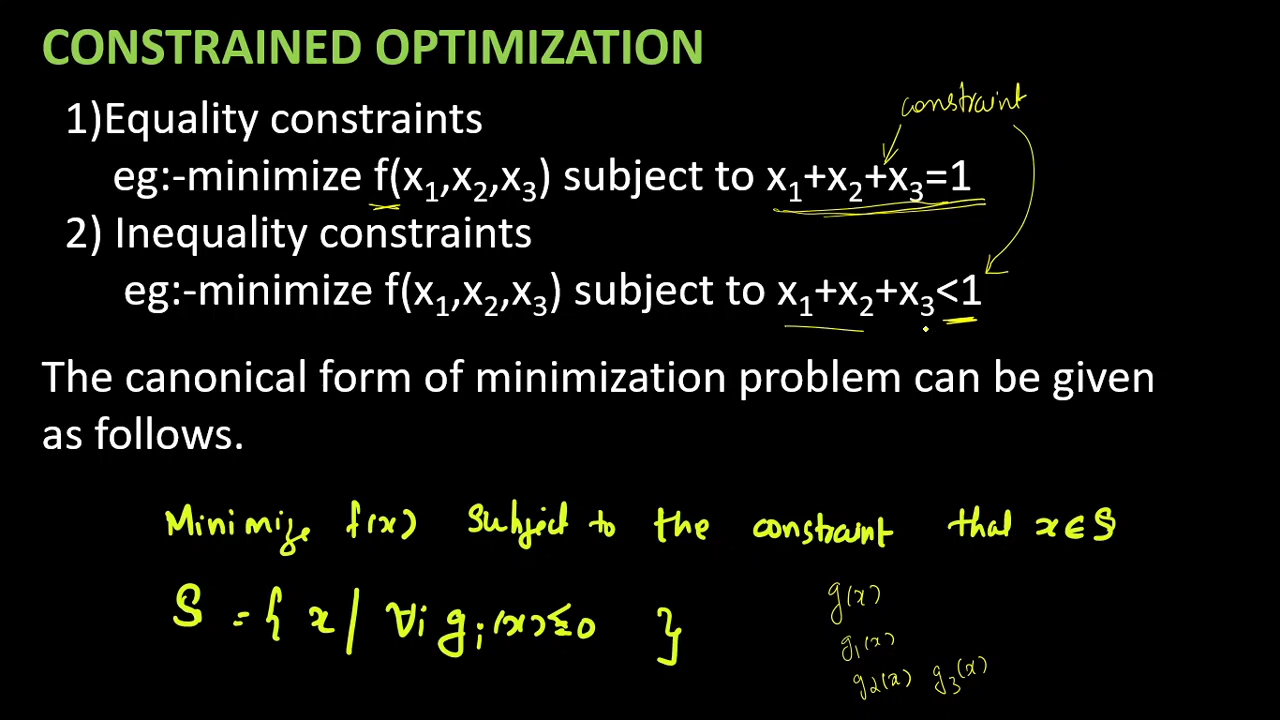 CONSTRAINED OPTIMIZATION
constraint
1)Equality constraints
eg:-minimize f(x₁,x₂,x₃) subject to x₁+x₂+x₃=1
2) Inequality constraints
eg:-minimize f(x₁,x₂,x₃) subject to x₁+x₂+x₃<1
The canonical form of minimization problem can be given
as follows.
Minimize f(x) subject to the constraint that x ∈ S
S = { x | ∀i gᵢ(x) ≤ 0 }
g(x)
g₁(x)
g₂(x) g₃(x)